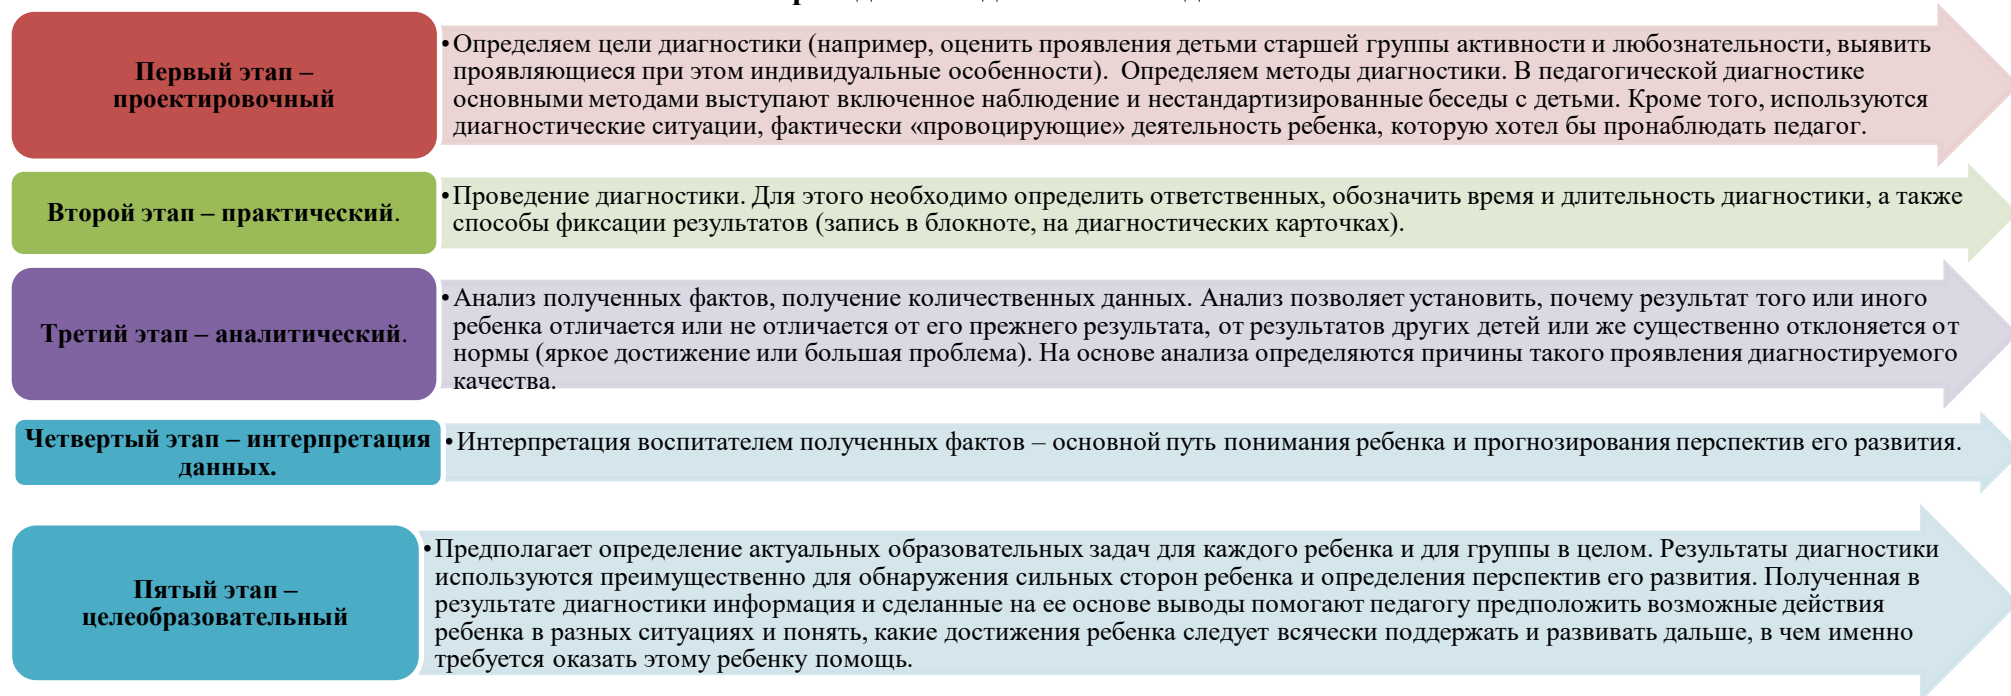 Первый этап –
проектировочный
•Определяем цели диагностики (например, оценить проявления детьми старшей группы активности и любознательности, выявить
проявляющиеся при этом индивидуальные особенности).  Определяем методы диагностики. В педагогической диагностике
основными методами выступают включенное наблюдение и нестандартизированные беседы с детьми. Кроме того, используются
диагностические ситуации, фактически «провоцирующие» деятельность ребенка, которую хотел бы пронаблюдать педагог.
Второй этап – практический.
•Проведение диагностики. Для этого необходимо определить ответственных, обозначить время и длительность диагностики, а также
способы фиксации результатов (запись в блокноте, на диагностических карточках).
Третий этап – аналитический.
•Анализ полученных фактов, получение количественных данных. Анализ позволяет установить, почему результат того или иного
ребенка отличается или не отличается от его прежнего результата, от результатов других детей или же существенно отклоняется от
нормы (яркое достижение или большая проблема). На основе анализа определяются причины такого проявления диагностируемого
качества.
Четвертый этап – интерпретация
данных.
•Интерпретация воспитателем полученных фактов – основной путь понимания ребенка и прогнозирования перспектив его развития.
Пятый этап –
целеобразовательный
•Предполагает определение актуальных образовательных задач для каждого ребенка и для группы в целом. Результаты диагностики
используются преимущественно для обнаружения сильных сторон ребенка и определения перспектив его развития. Полученная в
результате диагностики информация и сделанные на ее основе выводы помогают педагогу предположить возможные действия
ребенка в разных ситуациях и понять, какие достижения ребенка следует всячески поддержать и развивать дальше, в чем именно
требуется оказать этому ребенку помощь.